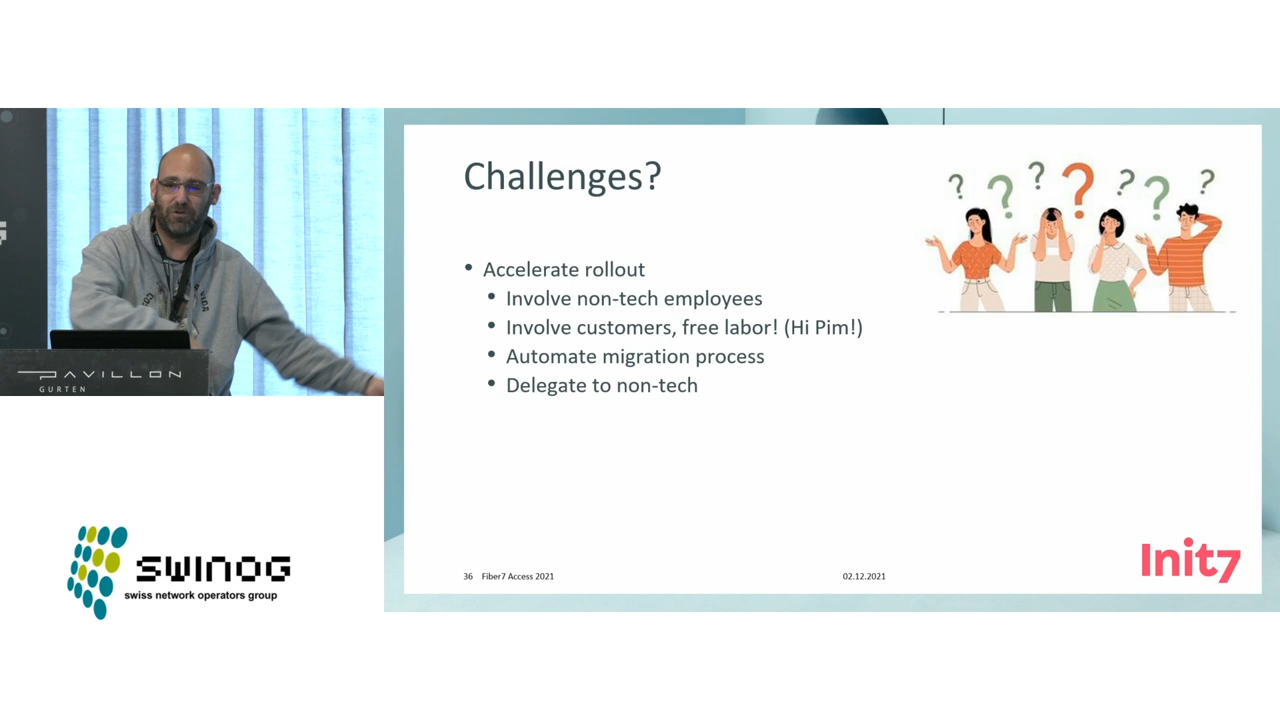 Challenges?
• Accelerate rollout
• Involve non-tech employees
• Involve customers, free labor! (Hi Pim!)
• Automate migration process
• Delegate to non-tech
36 Fiber7 Access 2021
02.12.2021
Init7
PAVILLON
GURTEN
swinog
swiss network operators group